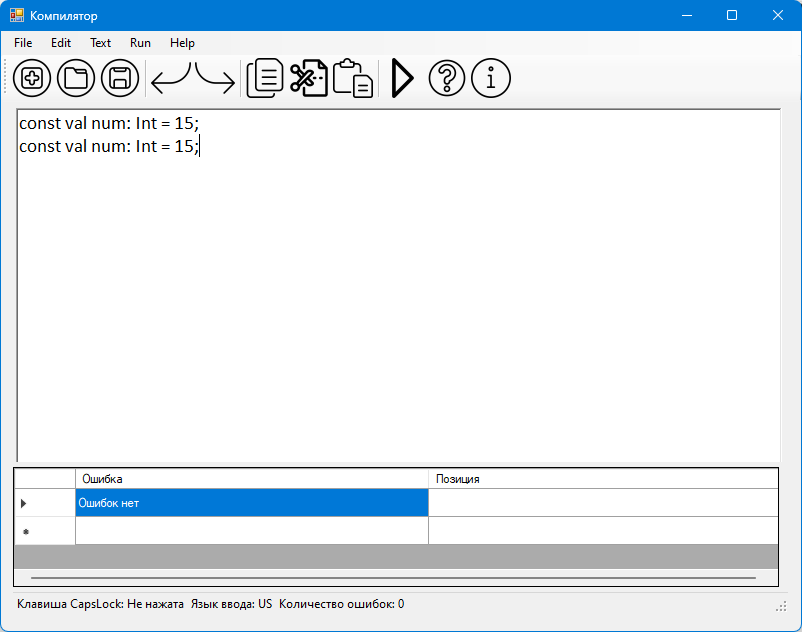 Компилятор
File Edit Text Run Help
const val num: Int = 15;
const val num: Int = 15;
Ошибка Позиция
Ошибок нет
Клавиша CapsLock: Не нажата Язык ввода: US Количество ошибок: 0